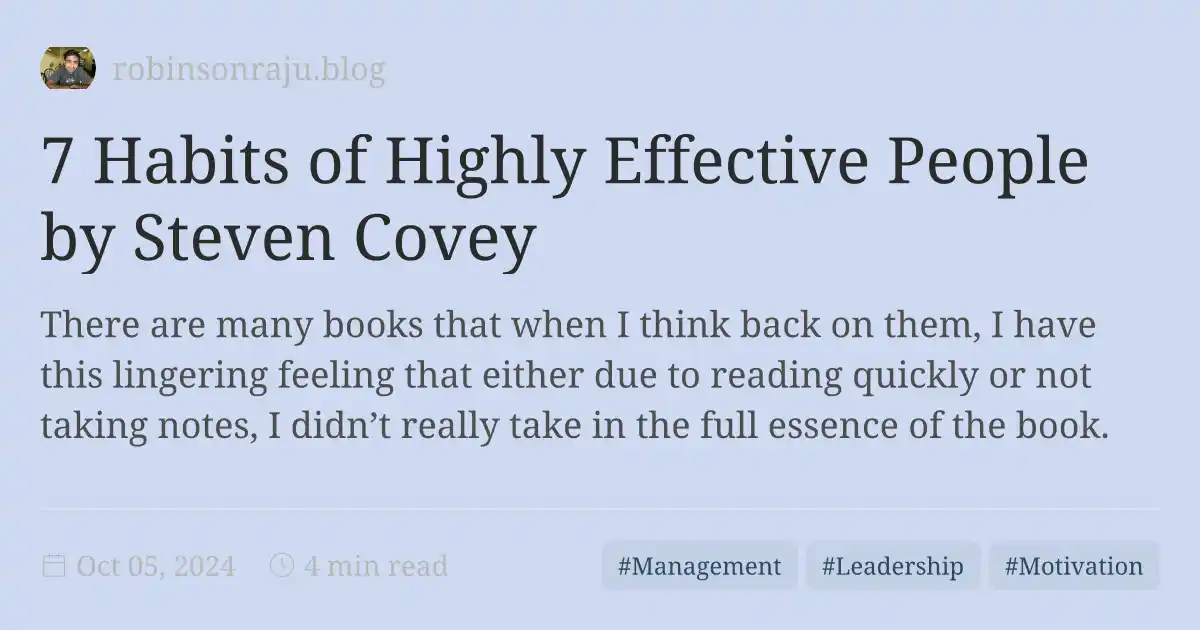 robinsonraju.blog
7 Habits of Highly Effective People
by Steven Covey
There are many books that when I think back on them, I have
this lingering feeling that either due to reading quickly or not
taking notes, I didn’t really take in the full essence of the book.
Oct 05, 2024 4 min read #Management #Leadership #Motivation